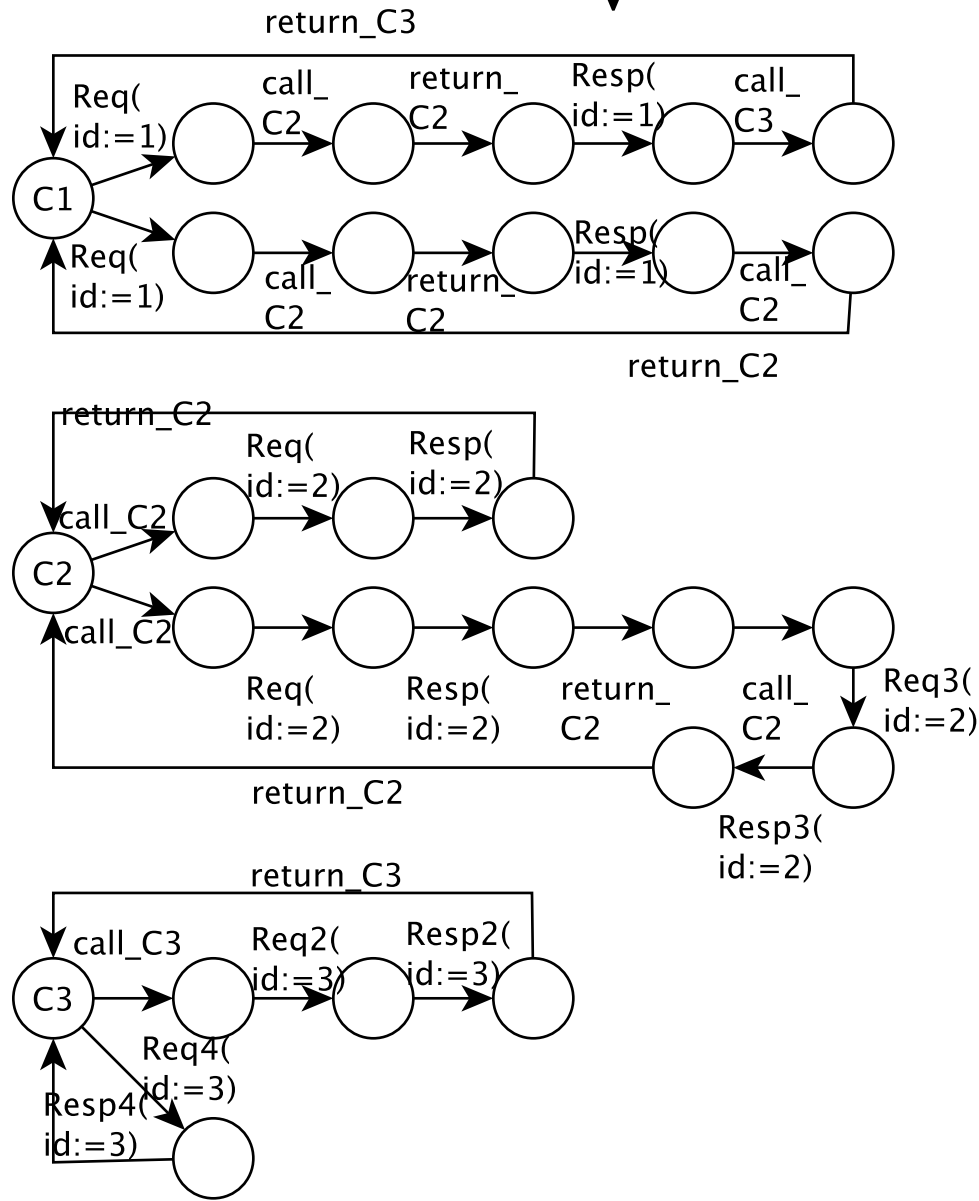 return_C3
Req(
id:=1)
call_
C2
return_
C2
Resp(
id:=1)
call_
C3
C1
Req(
id:=1)
call_
C2
return_
C2
Resp(
id:=1)
call_
C2
return_C2
return_C2
call_C2
Req(
id:=2)
Resp(
id:=2)
C2
call_C2
Req(
id:=2)
Resp(
id:=2)
return_
C2
call_
C2
Req3(
id:=2)
return_C2
Resp3(
id:=2)
return_C3
call_C3
Req2(
id:=3)
Resp2(
id:=3)
C3
Req4(
id:=3)
Resp4(
id:=3)